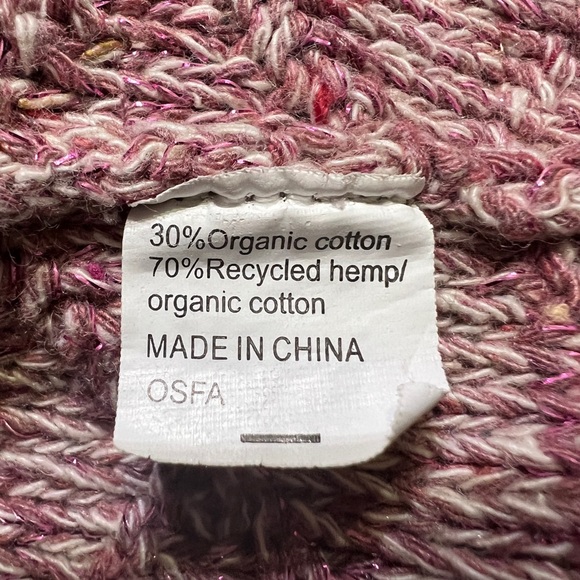 30%Organic cotton
70%Recycled hemp/
organic cotton
MADE IN CHINA
OSFA